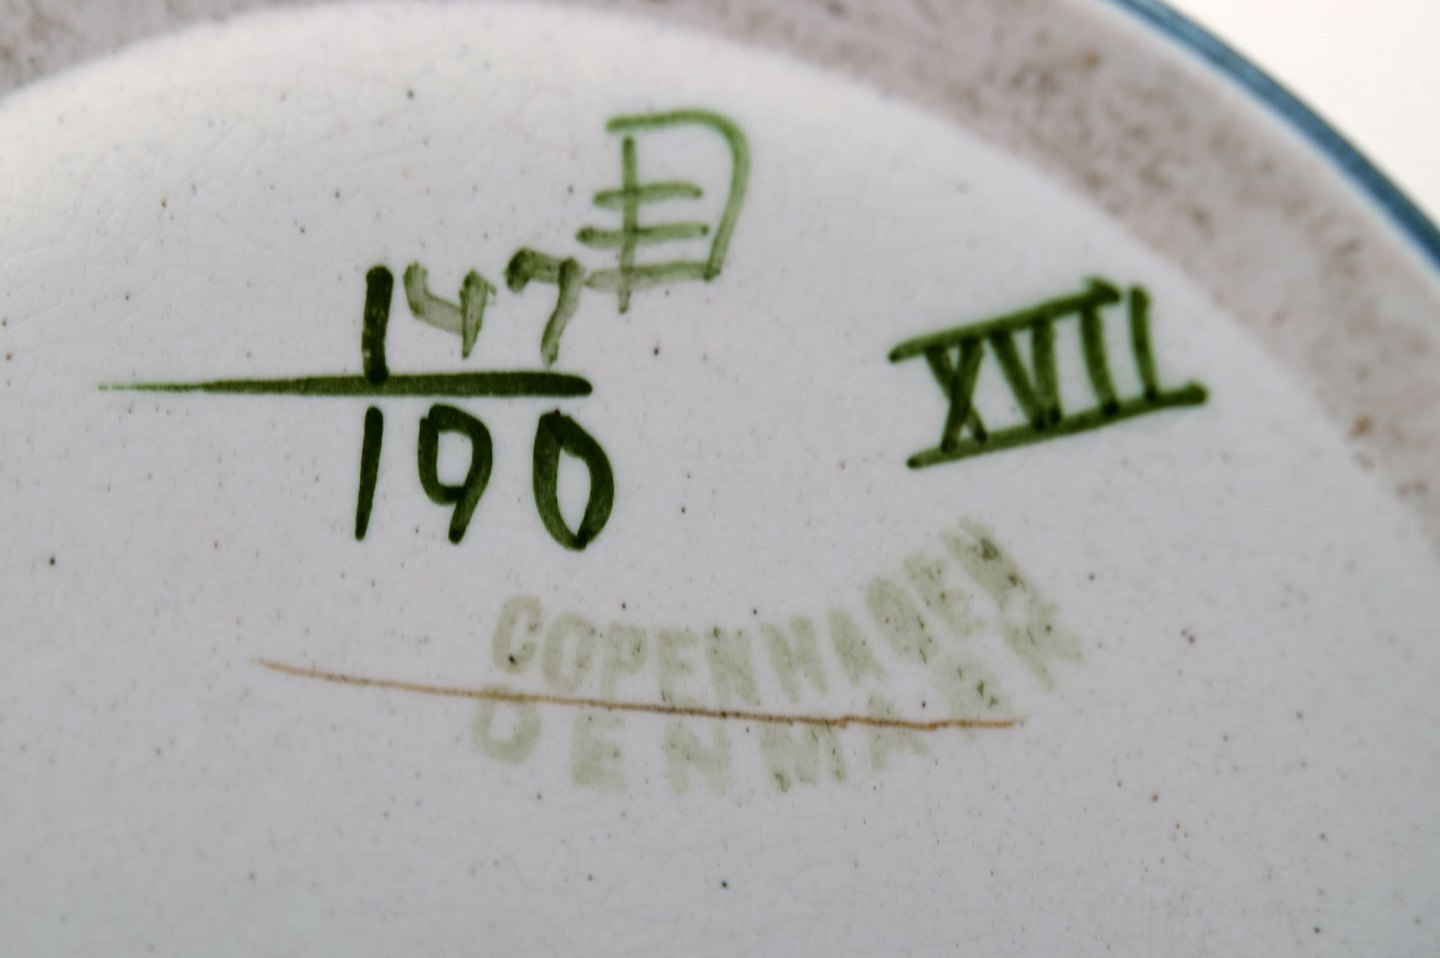 147
190
XVII
COPENHAGEN
DENMARK